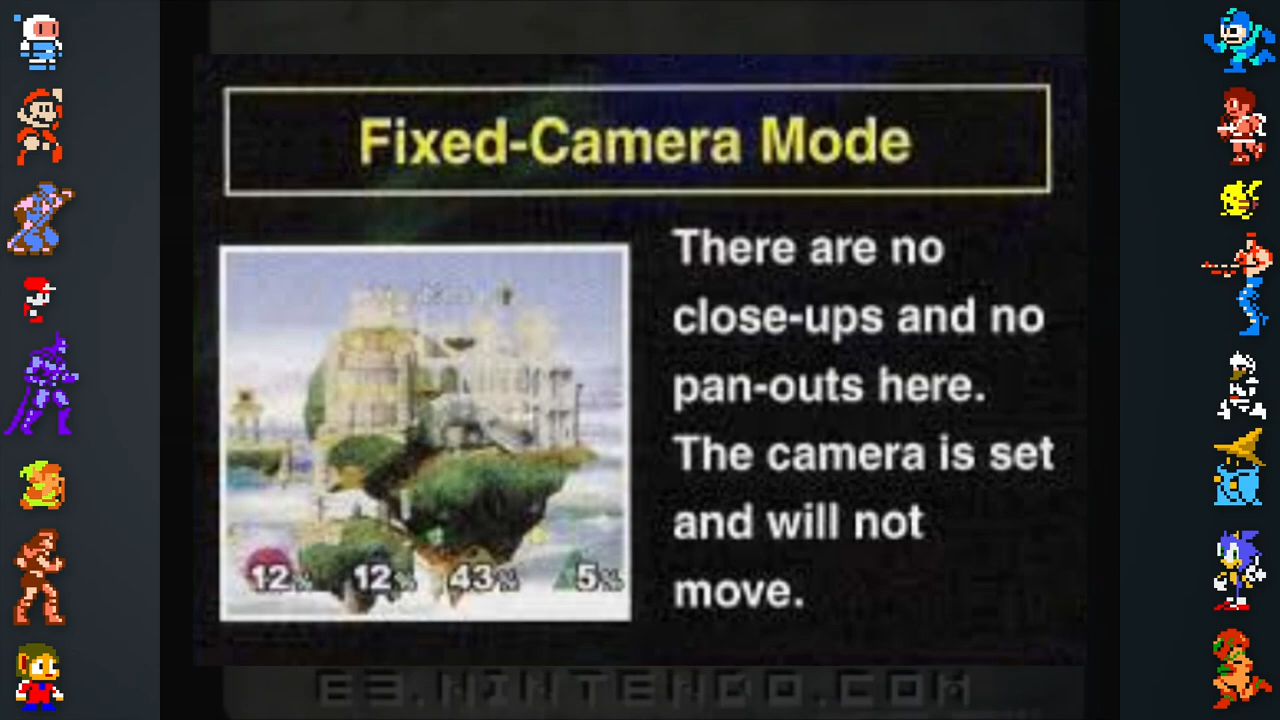 Fixed-Camera Mode
There are no
close-ups and no
pan-outs here.
The camera is set
and will not
move.
12% 12% 43% 5%
E3.NINTENDO.COM